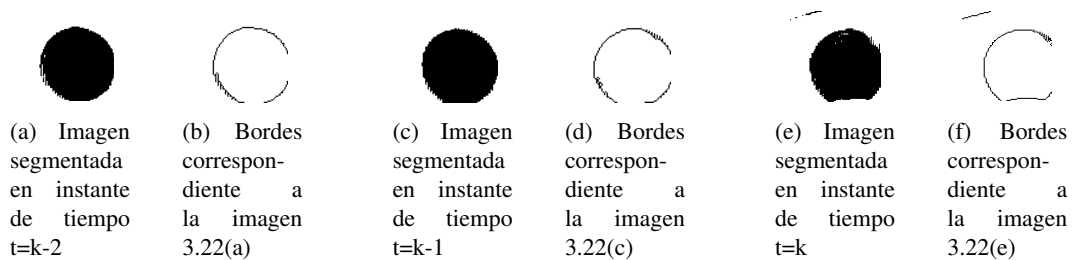 (a) Imagen
segmentada
en instante
de tiempo
t=k-2
(b) Bordes
correspon-
diente a
la imagen
3.22(a)
(c) Imagen
segmentada
en instante
de tiempo
t=k-1
(d) Bordes
correspon-
diente a
la imagen
3.22(c)
(e) Imagen
segmentada
en instante
de tiempo
t=k
(f) Bordes
correspon-
diente a
la imagen
3.22(e)